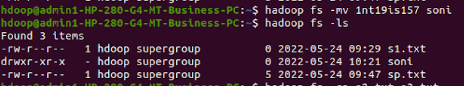 hdoop@admin1-HP-280-G4-MT-Business-PC:~$ hadoop fs -mv 1nt19is157 soni
hdoop@admin1-HP-280-G4-MT-Business-PC:~$ hadoop fs -ls
Found 3 items
-rw-r--r-- 1 hdoop supergroup 0 2022-05-24 09:29 s1.txt
drwxr-xr-x - hdoop supergroup 0 2022-05-24 10:21 soni
-rw-r--r-- 1 hdoop supergroup 5 2022-05-24 09:47 sp.txt